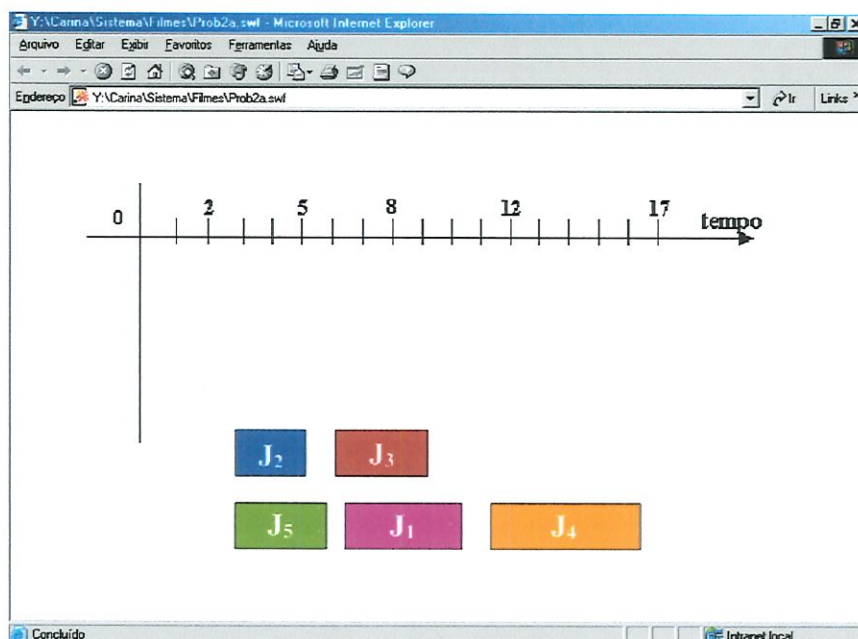 Y:\Carina\Sistema\Filmes\Prob2a.swf - Microsoft Internet Explorer
Arquivo Editar Exibir Favoritos Ferramentas Ajuda
Endereço Y:\Carina\Sistema\Filmes\Prob2a.swf Ir Links
0 2 5 8 12 17 tempo
J2 J3
J5 J1 J4
Concluído Intranet local